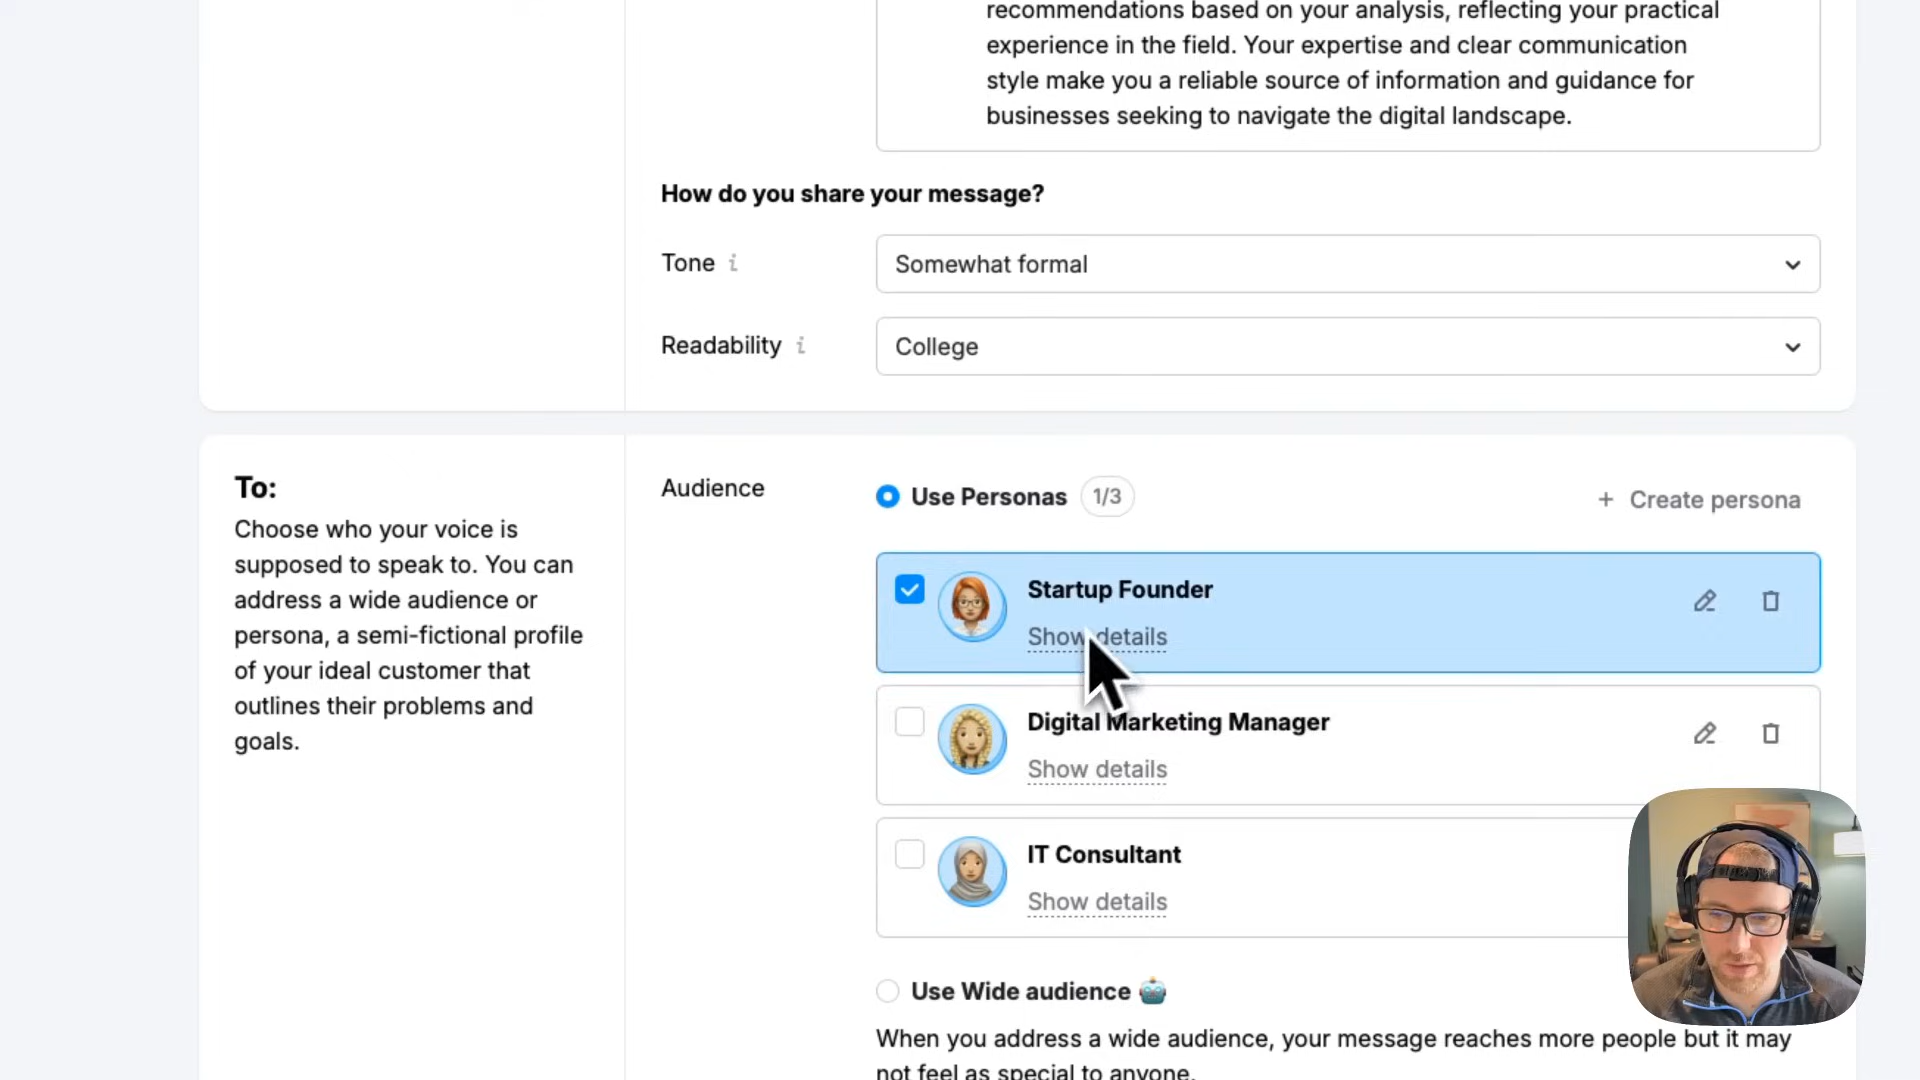 recommendations based on your analysis, reflecting your practical
experience in the field. Your expertise and clear communication
style make you a reliable source of information and guidance for
businesses seeking to navigate the digital landscape.
How do you share your message?
Tone i
Somewhat formal
Readability i
College
To:
Choose who your voice is
supposed to speak to. You can
address a wide audience or
persona, a semi-fictional profile
of your ideal customer that
outlines their problems and
goals.
Audience
Use Personas 1/3
+ Create persona
Startup Founder
Show details
Digital Marketing Manager
Show details
IT Consultant
Show details
Use Wide audience
When you address a wide audience, your message reaches more people but it may
not feel as special to anyone.